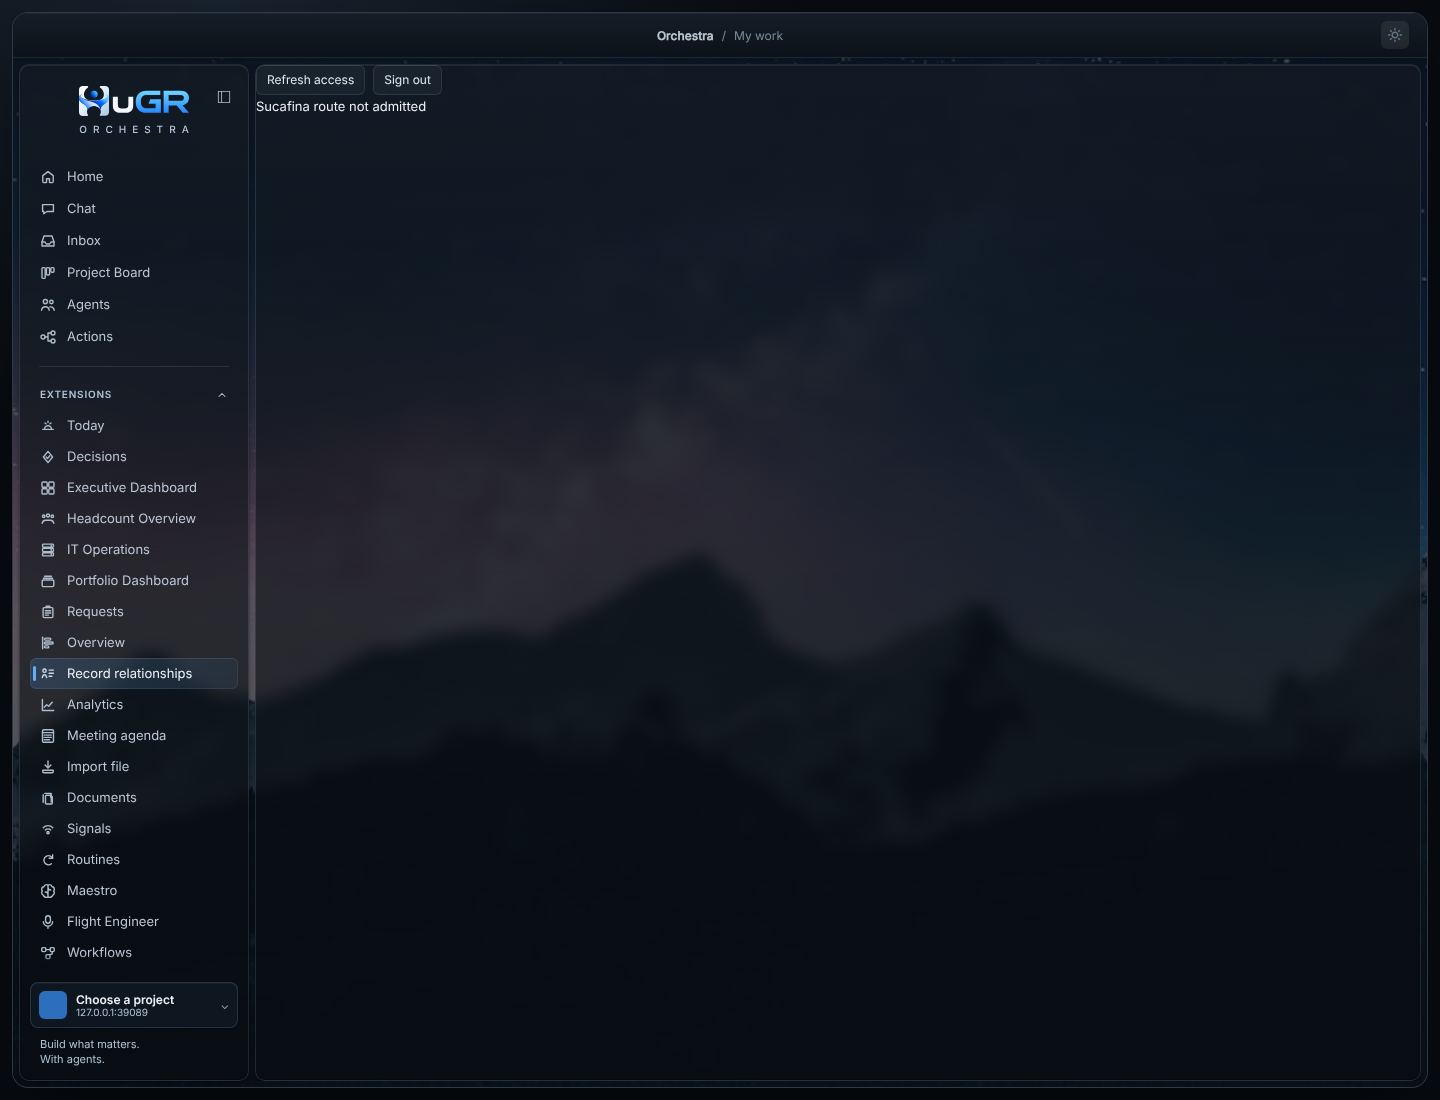 Orchestra / My work
Refresh access
Sign out
Sucafina route not admitted
HuGR
ORCHESTRA
Home
Chat
Inbox
Project Board
Agents
Actions
EXTENSIONS
Today
Decisions
Executive Dashboard
Headcount Overview
IT Operations
Portfolio Dashboard
Requests
Overview
Record relationships
Analytics
Meeting agenda
Import file
Documents
Signals
Routines
Maestro
Flight Engineer
Workflows
Choose a project
127.0.0.1:39089
Build what matters.
With agents.